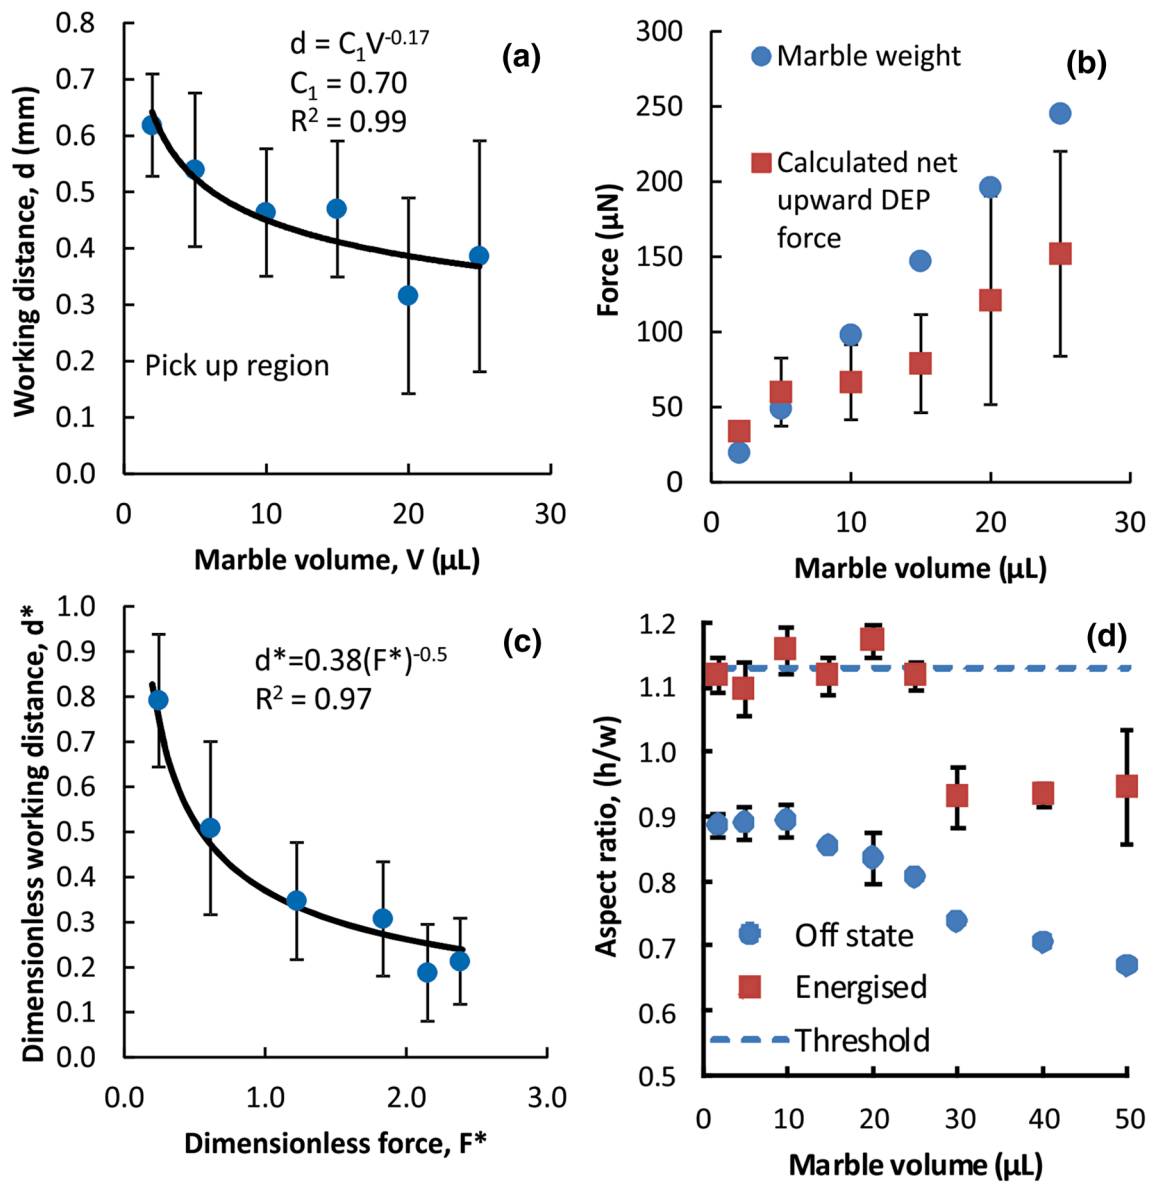 (a)
d = C₁V⁻⁰·¹⁷
C₁ = 0.70
R² = 0.99
Pick up region
Working distance, d (mm)
0.8
0.7
0.6
0.5
0.4
0.3
0.2
0.1
0.0
0 10 20 30
Marble volume, V (µL)
(b)
Marble weight
Calculated net
upward DEP
force
Force (µN)
300
250
200
150
100
50
0
0 10 20 30
Marble volume (µL)
(c)
d*=0.38(F*)⁻⁰·⁵
R² = 0.97
Dimensionless working distance, d*
1.0
0.9
0.8
0.7
0.6
0.5
0.4
0.3
0.2
0.1
0.0
0.0 1.0 2.0 3.0
Dimensionless force, F*
(d)
Aspect ratio, (h/w)
1.2
1.1
1.0
0.9
0.8
0.7
0.6
0.5
Off state
Energised
Threshold
0 10 20 30 40 50
Marble volume (µL)